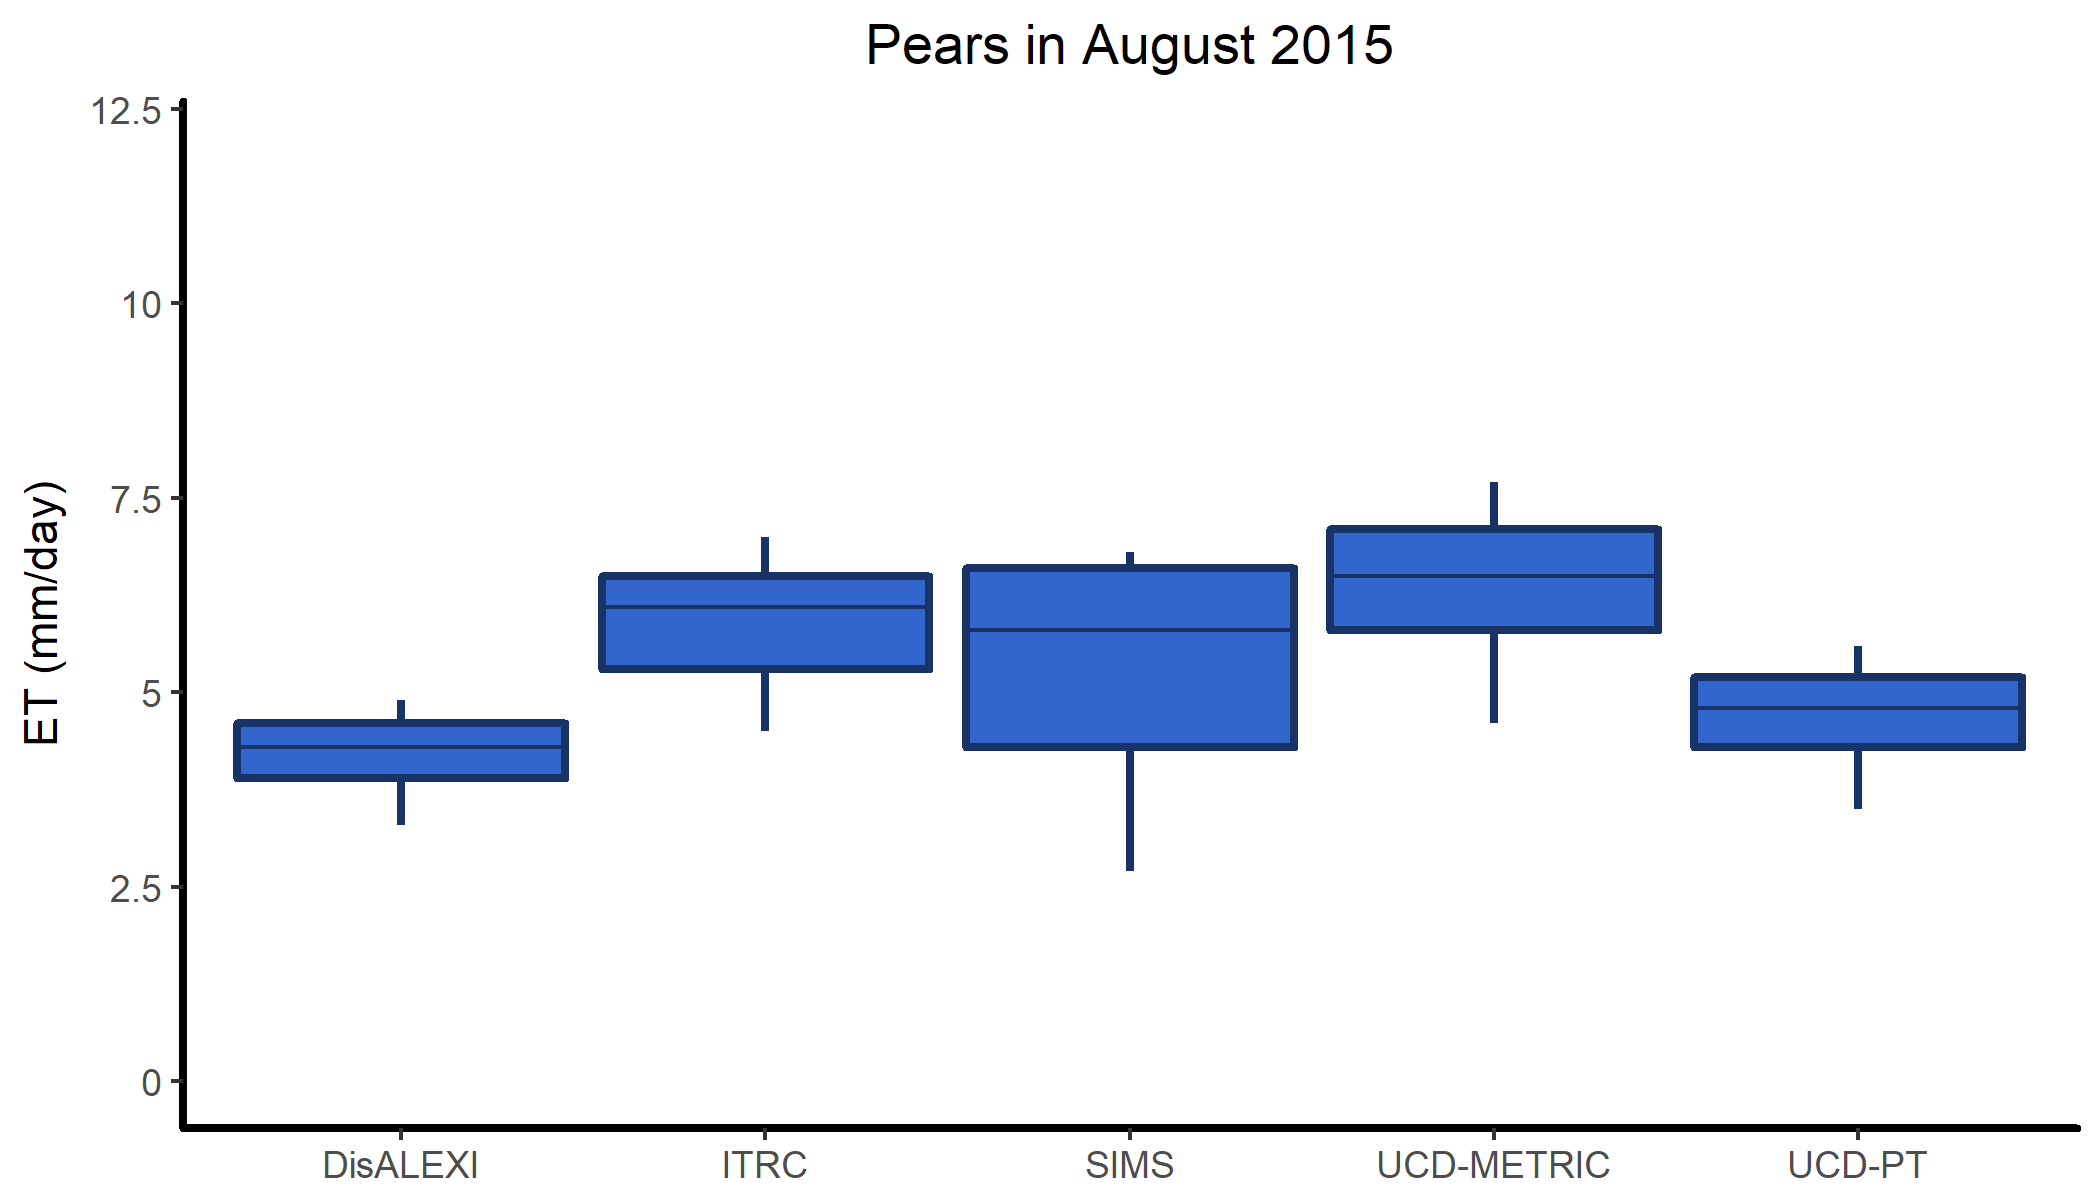 Pears in August 2015
ET (mm/day)
12.5
10
7.5
5
2.5
0
DisALEXI ITRC SIMS UCD-METRIC UCD-PT